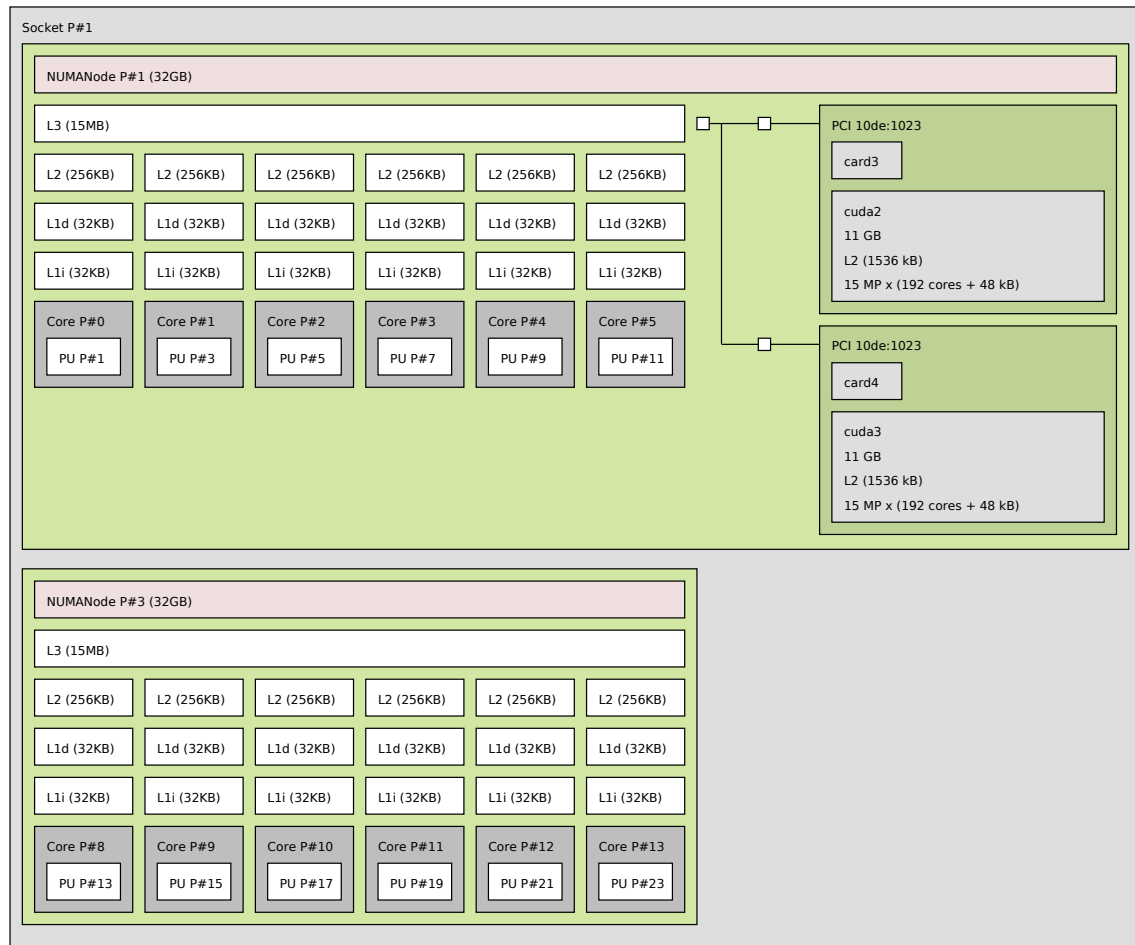 Socket P#1
NUMANode P#1 (32GB)
L3 (15MB)
L2 (256KB) L2 (256KB) L2 (256KB) L2 (256KB) L2 (256KB) L2 (256KB)
L1d (32KB) L1d (32KB) L1d (32KB) L1d (32KB) L1d (32KB) L1d (32KB)
L1i (32KB) L1i (32KB) L1i (32KB) L1i (32KB) L1i (32KB) L1i (32KB)
Core P#0 Core P#1 Core P#2 Core P#3 Core P#4 Core P#5
PU P#1 PU P#3 PU P#5 PU P#7 PU P#9 PU P#11
PCI 10de:1023
card3
cuda2
11 GB
L2 (1536 kB)
15 MP x (192 cores + 48 kB)
PCI 10de:1023
card4
cuda3
11 GB
L2 (1536 kB)
15 MP x (192 cores + 48 kB)
NUMANode P#3 (32GB)
L3 (15MB)
L2 (256KB) L2 (256KB) L2 (256KB) L2 (256KB) L2 (256KB) L2 (256KB)
L1d (32KB) L1d (32KB) L1d (32KB) L1d (32KB) L1d (32KB) L1d (32KB)
L1i (32KB) L1i (32KB) L1i (32KB) L1i (32KB) L1i (32KB) L1i (32KB)
Core P#8 Core P#9 Core P#10 Core P#11 Core P#12 Core P#13
PU P#13 PU P#15 PU P#17 PU P#19 PU P#21 PU P#23